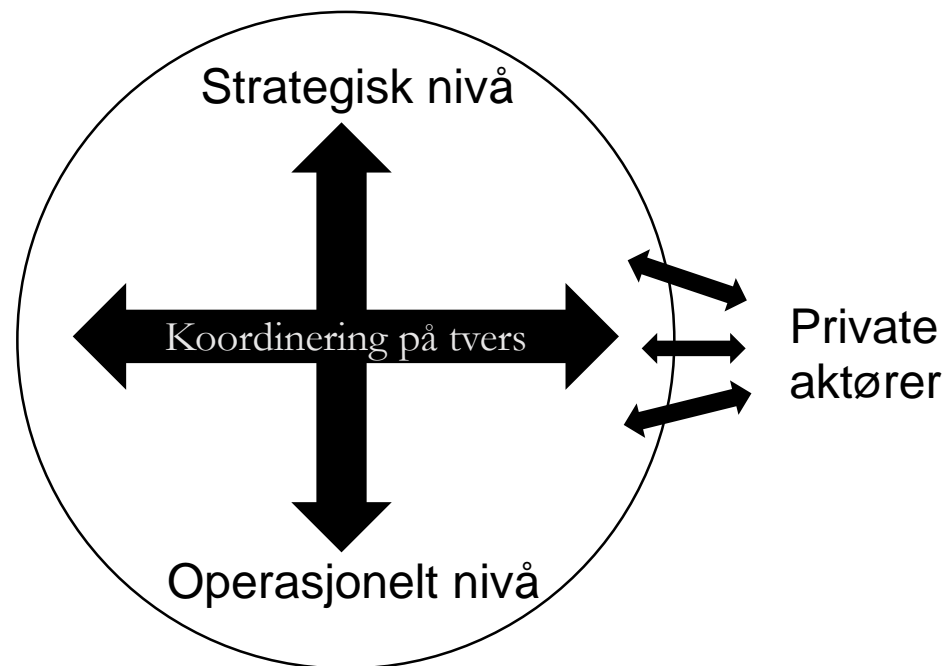 Strategisk nivå
Koordinering på tvers
Private
aktører
Operasjonelt nivå